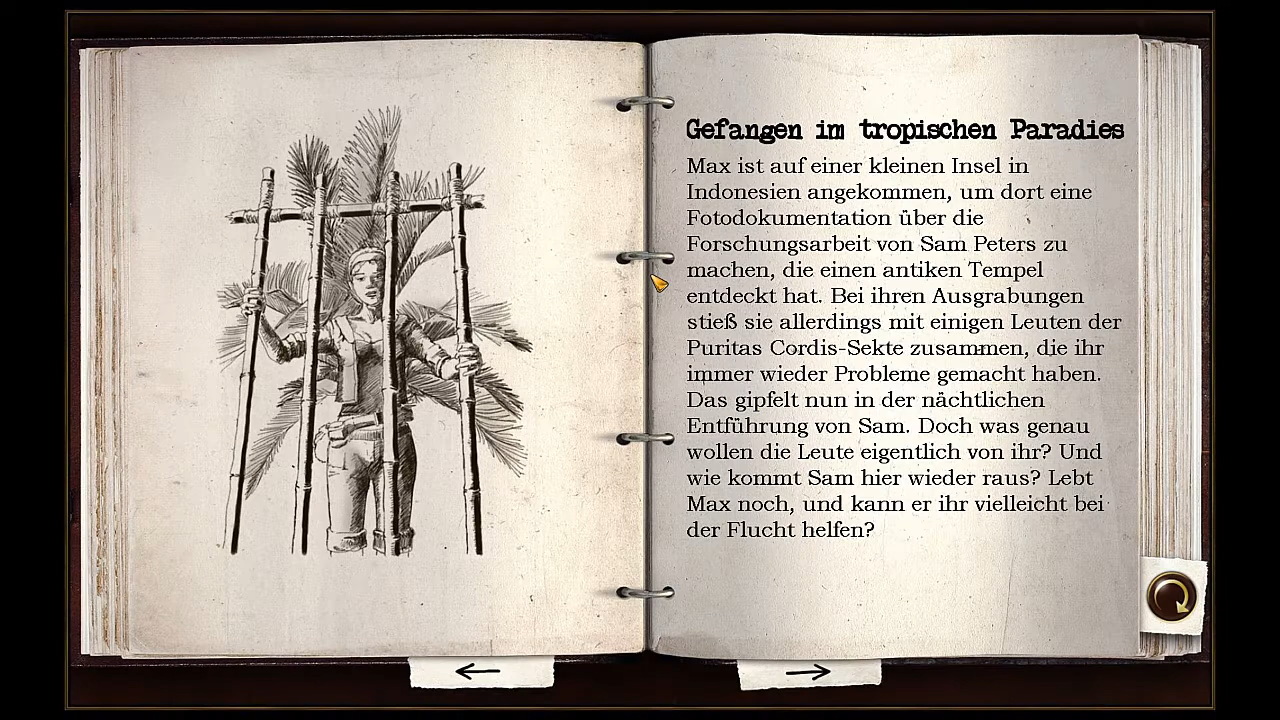 Gefangen im tropischen Paradies
Max ist auf einer kleinen Insel in
Indonesien angekommen, um dort eine
Fotodokumentation über die
Forschungsarbeit von Sam Peters zu
machen, die einen antiken Tempel
entdeckt hat. Bei ihren Ausgrabungen
stieß sie allerdings mit einigen Leuten der
Puritas Cordis-Sekte zusammen, die ihr
immer wieder Probleme gemacht haben.
Das gipfelt nun in der nächtlichen
Entführung von Sam. Doch was genau
wollen die Leute eigentlich von ihr? Und
wie kommt Sam hier wieder raus? Lebt
Max noch, und kann er ihr vielleicht bei
der Flucht helfen?